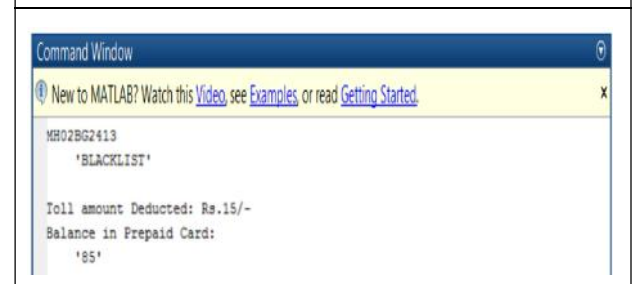 Command Window
New to MATLAB? Watch this Video, see Examples, or read Getting Started.
MH02BG2413
'BLACKLIST'
Toll amount Deducted: Rs.15/-
Balance in Prepaid Card:
'85'